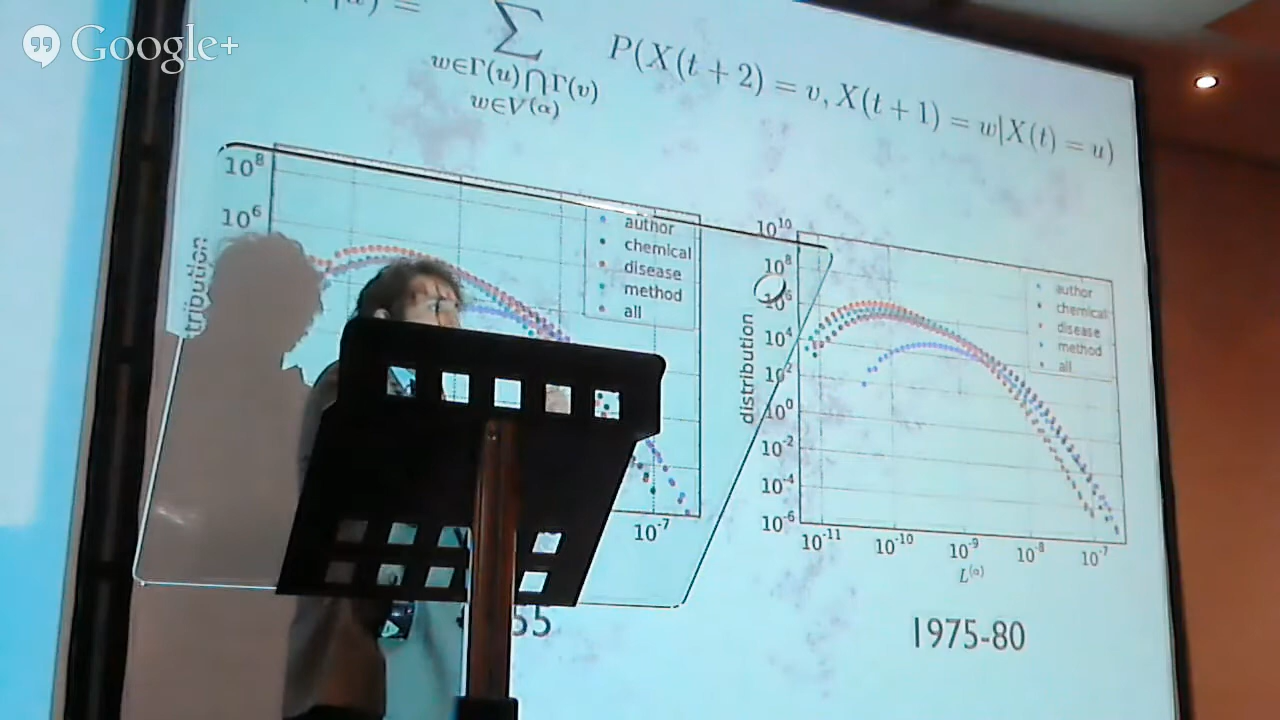 Google+
) =
∑
P(X(t + 2) = v, X(t + 1) = w|X(t) = u)
w∈Γ(u)⋂Γ(v)
w∈V(α)
10^8
10^6
tribution
author
chemical
disease
method
all
10^-7
55
10^10
10^8
10^4
10^2
10^0
10^-2
10^-4
10^-6
distribution
author
chemical
disease
method
all
10^-11
10^-10
10^-9
10^-8
10^-7
L^(α)
1975-80